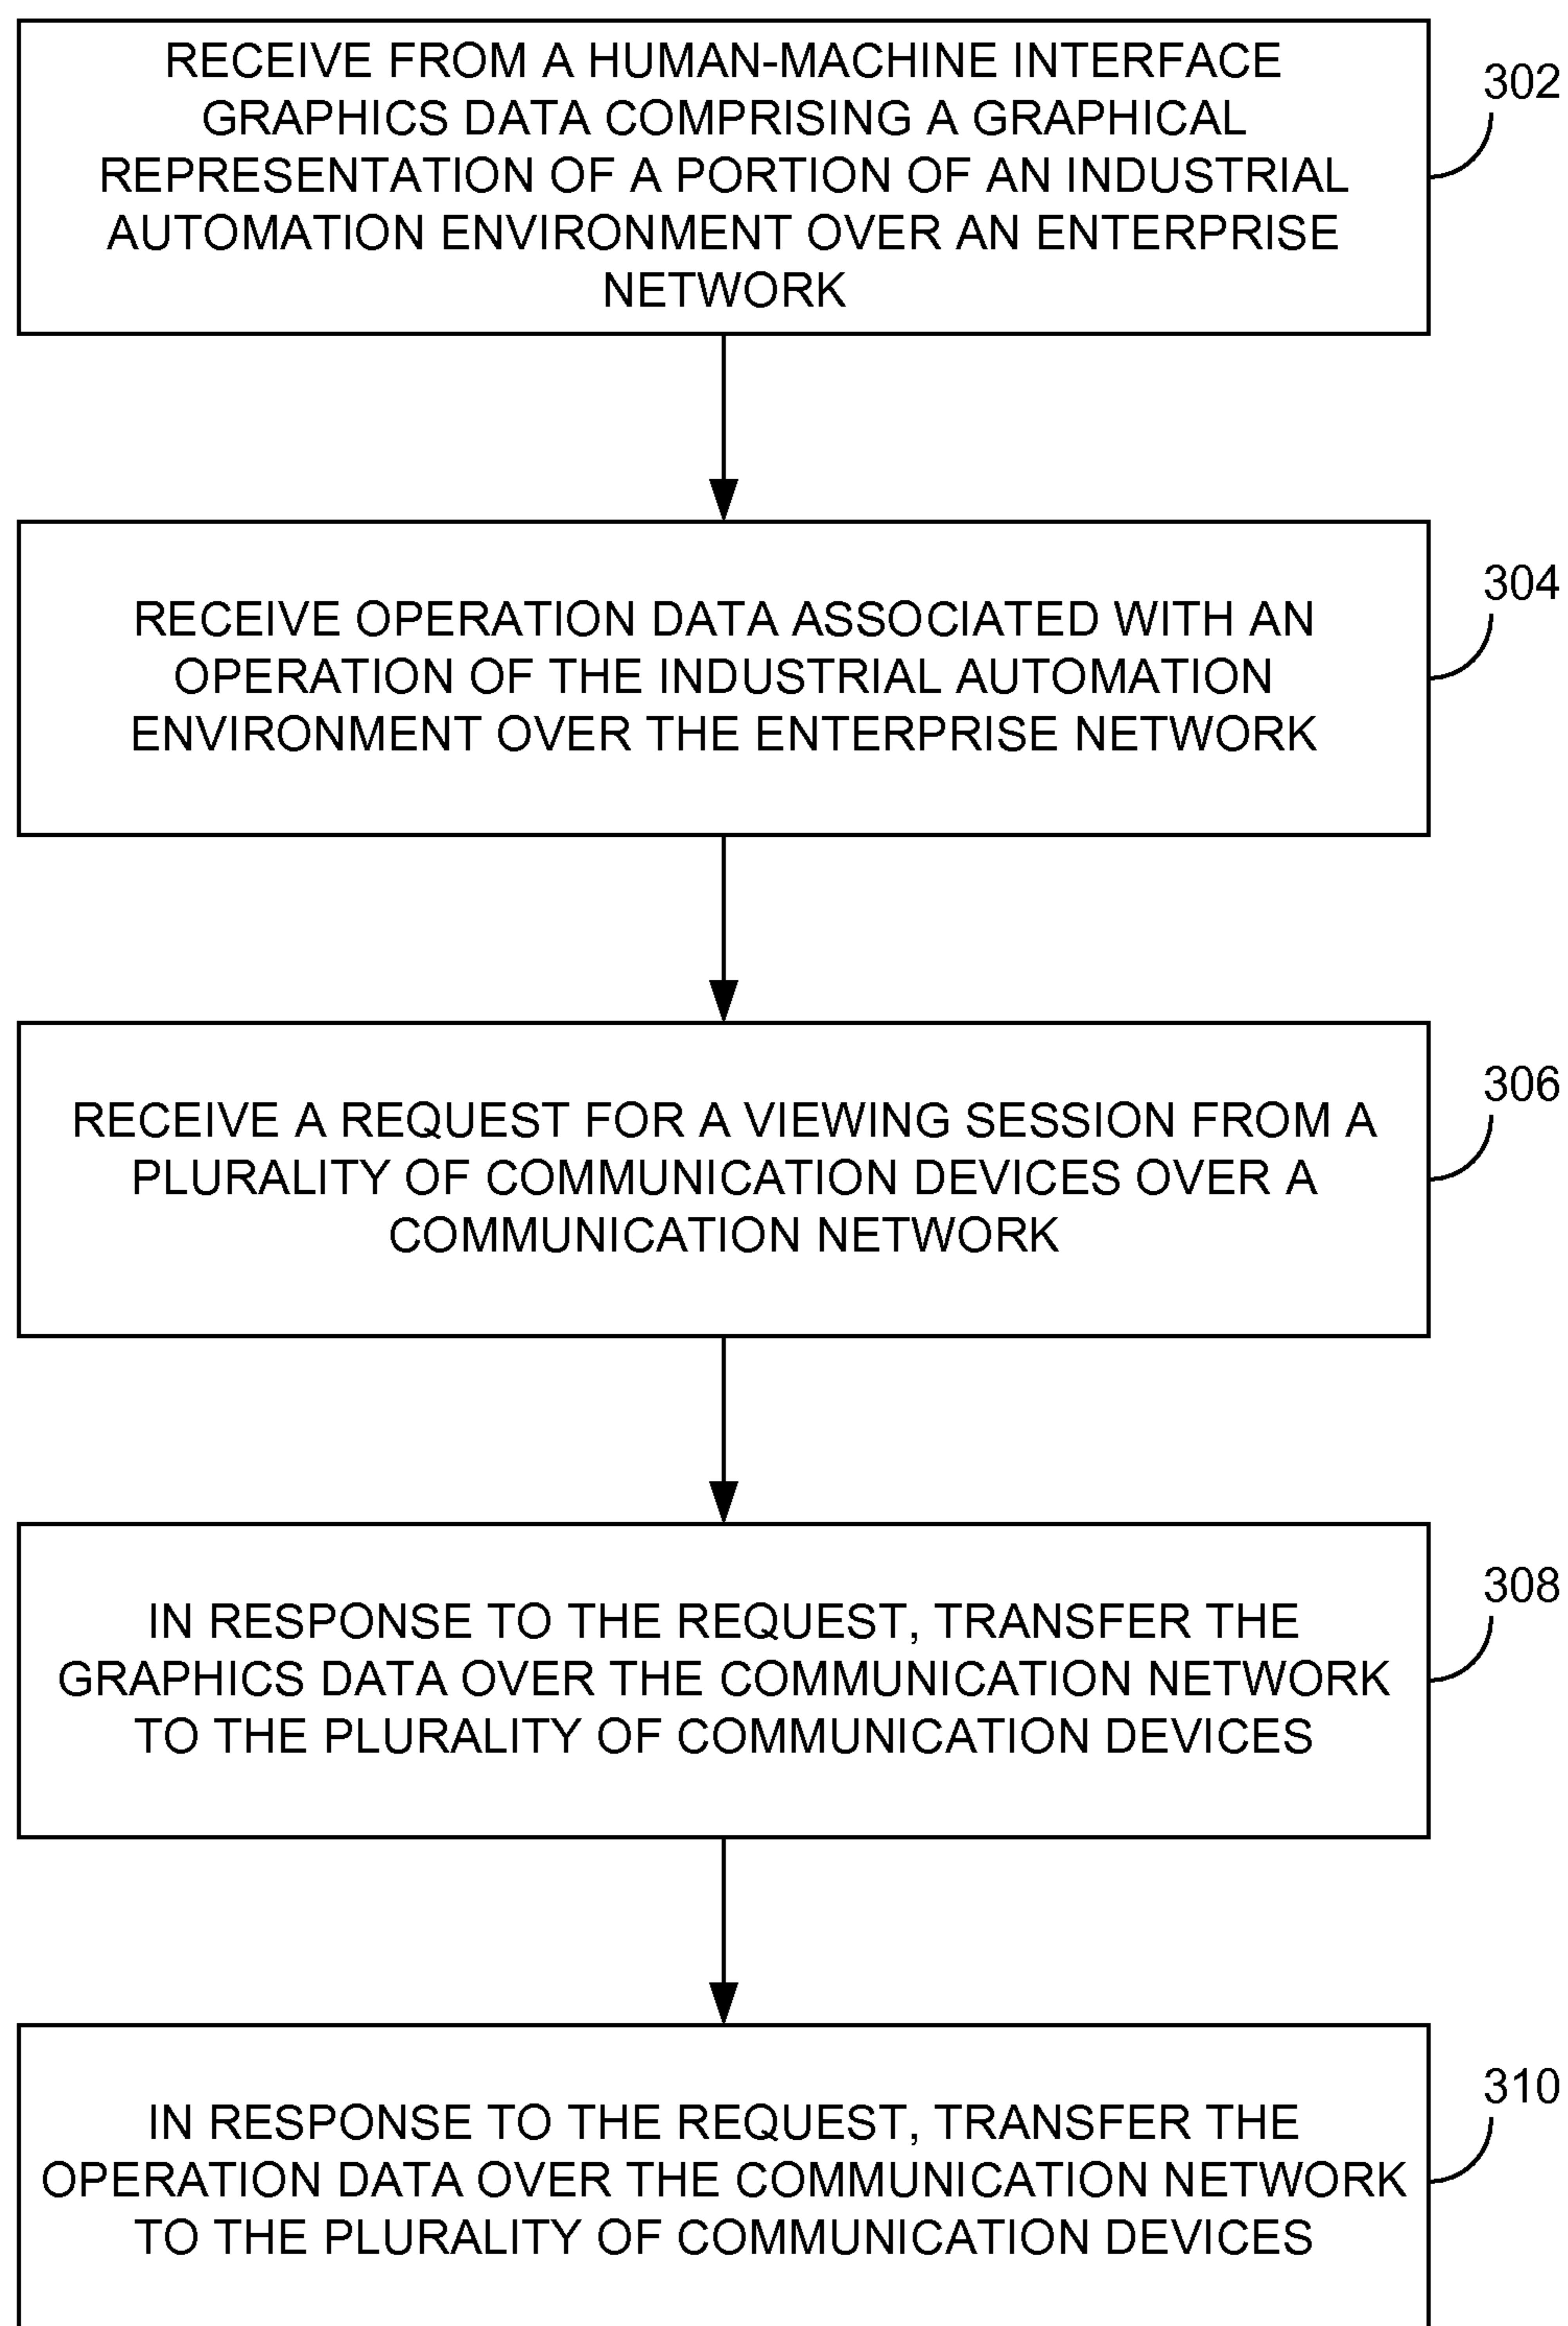 RECEIVE FROM A HUMAN-MACHINE INTERFACE
GRAPHICS DATA COMPRISING A GRAPHICAL
REPRESENTATION OF A PORTION OF AN INDUSTRIAL
AUTOMATION ENVIRONMENT OVER AN ENTERPRISE
NETWORK
302
RECEIVE OPERATION DATA ASSOCIATED WITH AN
OPERATION OF THE INDUSTRIAL AUTOMATION
ENVIRONMENT OVER THE ENTERPRISE NETWORK
304
RECEIVE A REQUEST FOR A VIEWING SESSION FROM A
PLURALITY OF COMMUNICATION DEVICES OVER A
COMMUNICATION NETWORK
306
IN RESPONSE TO THE REQUEST, TRANSFER THE
GRAPHICS DATA OVER THE COMMUNICATION NETWORK
TO THE PLURALITY OF COMMUNICATION DEVICES
308
IN RESPONSE TO THE REQUEST, TRANSFER THE
OPERATION DATA OVER THE COMMUNICATION NETWORK
TO THE PLURALITY OF COMMUNICATION DEVICES
310